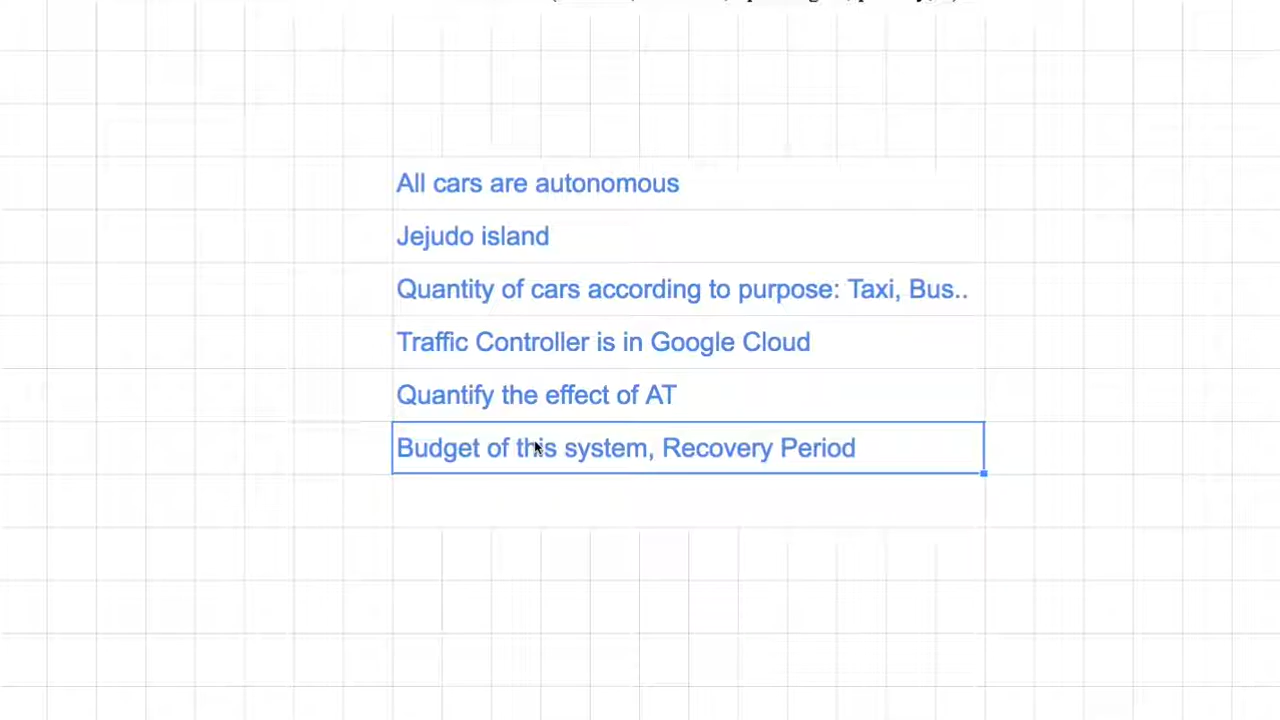 All cars are autonomous
Jejudo island
Quantity of cars according to purpose: Taxi, Bus..
Traffic Controller is in Google Cloud
Quantify the effect of AT
Budget of this system, Recovery Period